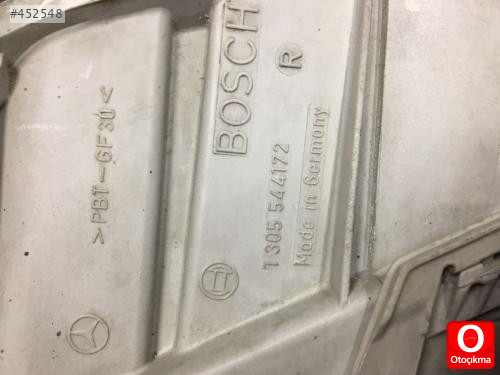 #452548
>PBT-GF30<
BOSCH
R
1 305 544 172
Made in Germany
O
Otoçıkma